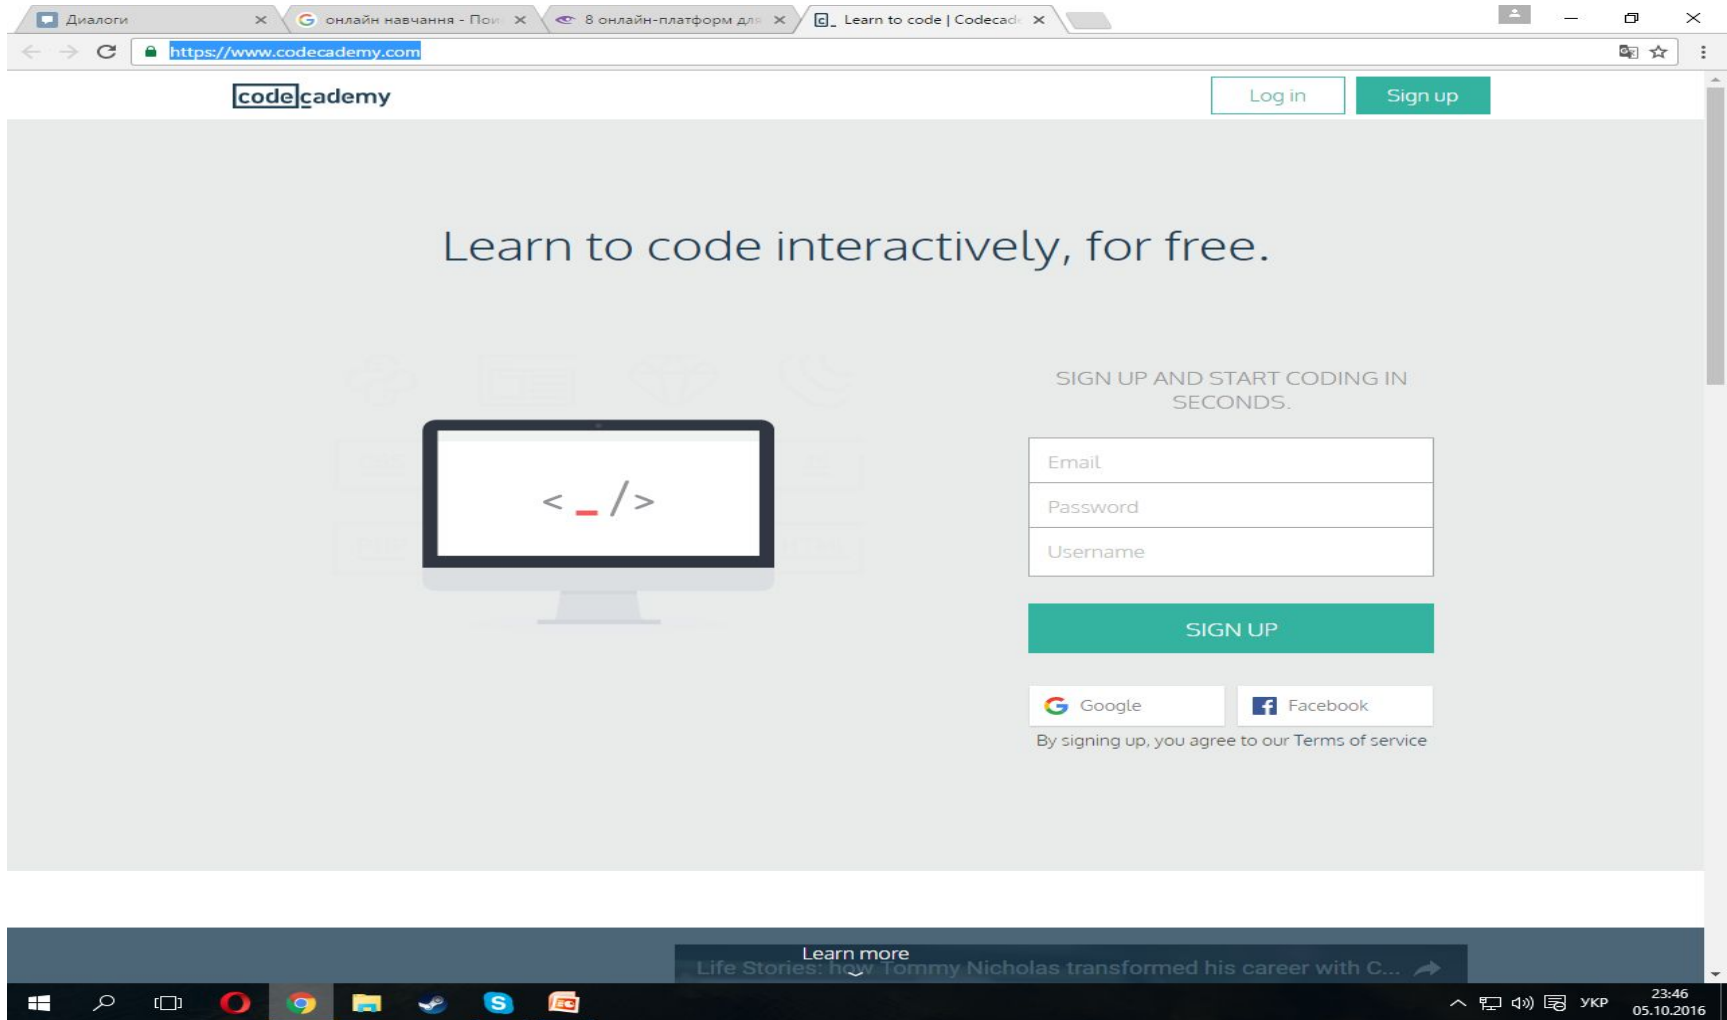 Диалоги
онлайн навчання - Пои
8 онлайн-платформ для
Learn to code | Codecade
https://www.codecademy.com
codecademy
Log in
Sign up
Learn to code interactively, for free.
SIGN UP AND START CODING IN
SECONDS.
Email
Password
Username
< _ />
SIGN UP
Google
Facebook
By signing up, you agree to our Terms of service
Learn more
Life Stories: how Tommy Nicholas transformed his career with C...
УКР
23:46
05.10.2016